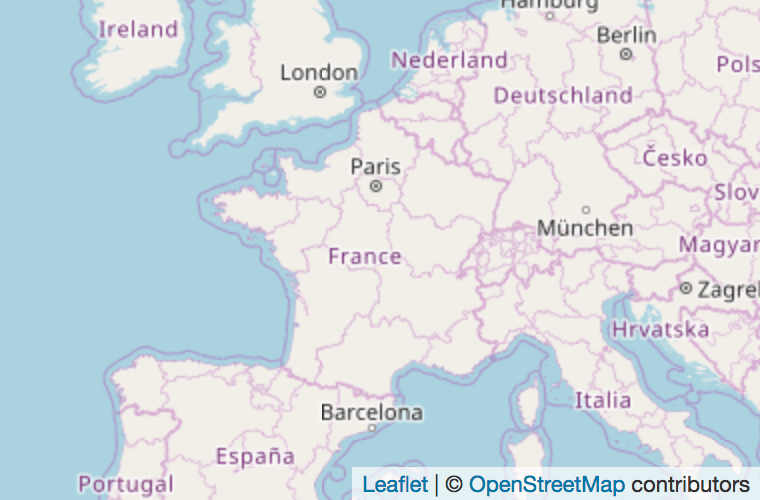 Hamburg
Ireland
Berlin
Nederland
Pols
London
Deutschland
Česko
Paris
Slov
München
Magyar
France
Zagreb
Hrvatska
Italia
Barcelona
España
Portugal
Leaflet | © OpenStreetMap contributors